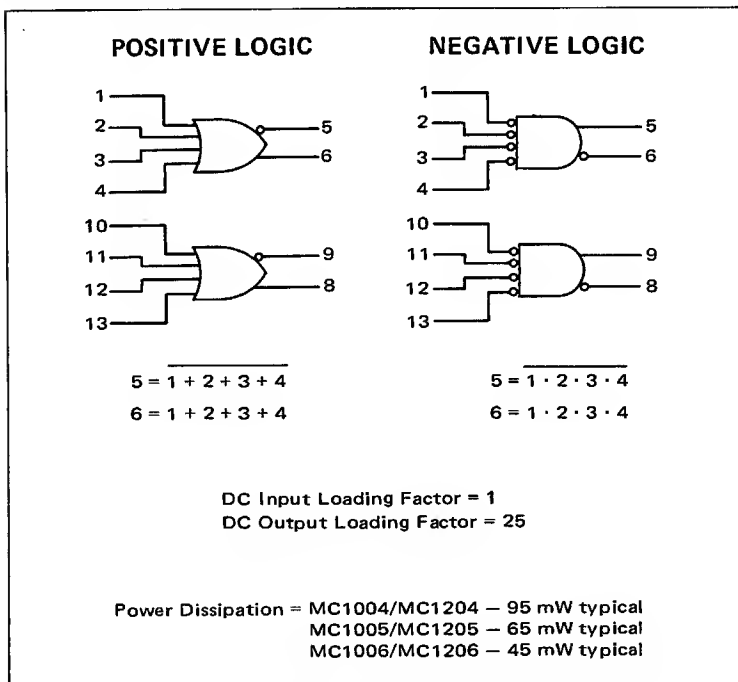 POSITIVE LOGIC
1
2
3
4
5
6
10
11
12
13
9
8
5 = 1 + 2 + 3 + 4
6 = 1 + 2 + 3 + 4
NEGATIVE LOGIC
1
2
3
4
5
6
10
11
12
13
9
8
5 = 1 · 2 · 3 · 4
6 = 1 · 2 · 3 · 4
DC Input Loading Factor = 1
DC Output Loading Factor = 25
Power Dissipation = MC1004/MC1204 — 95 mW typical
MC1005/MC1205 — 65 mW typical
MC1006/MC1206 — 45 mW typical